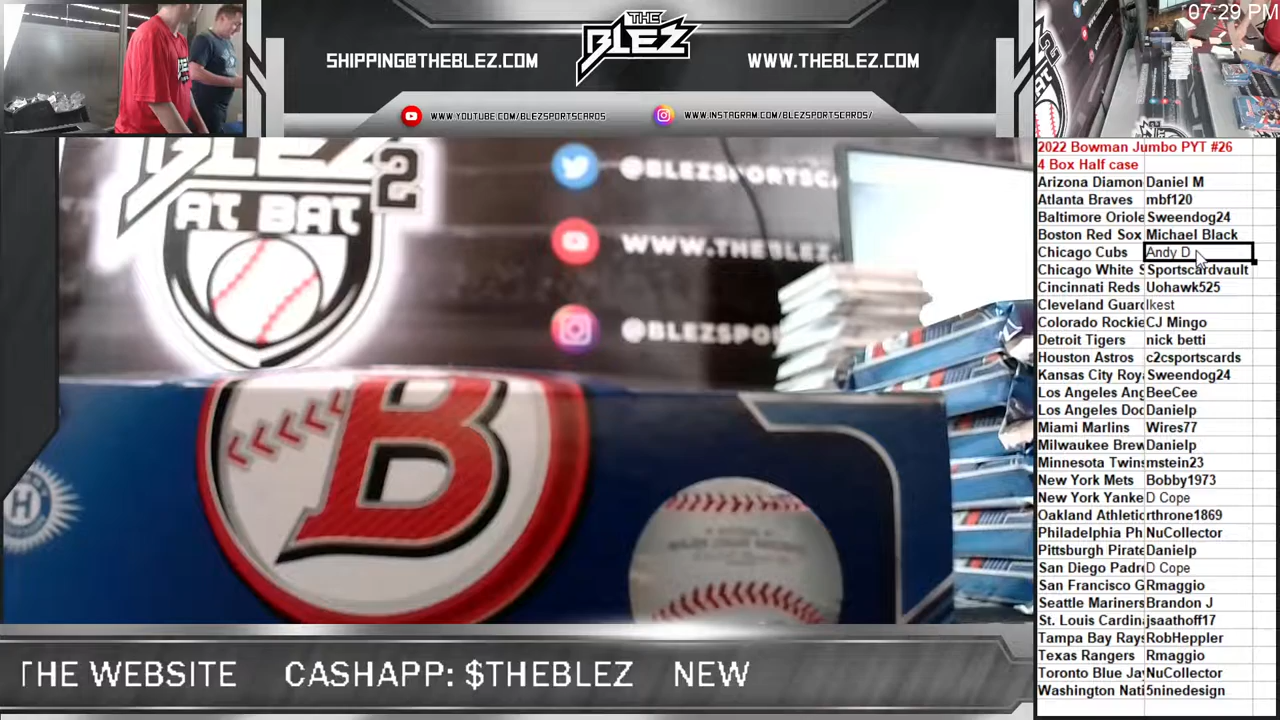 07:29 PM
THE
BLEZ
SHIPPING@THEBLEZ.COM
WWW.THEBLEZ.COM
WWW.YOUTUBE.COM/BLEZSPORTSCARDS
WWW.INSTAGRAM.COM/BLEZSPORTSCARDS/
BLEZ 2
AT BAT
@BLEZSPORTSCA
WWW.THEBLEZ.
@BLEZSPO
B
H
2022 Bowman Jumbo PYT #26
4 Box Half case
Arizona Diamon Daniel M
Atlanta Braves mbf120
Baltimore Oriole Sweendog24
Boston Red Sox Michael Black
Chicago Cubs Andy D
Chicago White S Sportscardvault
Cincinnati Reds Uohawk525
Cleveland Guard Ikest
Colorado Rockie CJ Mingo
Detroit Tigers nick betti
Houston Astros c2csportscards
Kansas City Roy Sweendog24
Los Angeles Ang BeeCee
Los Angeles Dod Danielp
Miami Marlins Wires77
Milwaukee Brew Danielp
Minnesota Twins mstein23
New York Mets Bobby1973
New York Yanke D Cope
Oakland Athletic rthrone1869
Philadelphia Ph NuCollector
Pittsburgh Pirate Danielp
San Diego Padre D Cope
San Francisco G Rmaggio
Seattle Mariners Brandon J
St. Louis Cardina jsaathoff17
Tampa Bay Rays RobHeppler
Texas Rangers Rmaggio
Toronto Blue Jay NuCollector
Washington Nati 5ninedesign
THE WEBSITE CASHAPP: $THEBLEZ NEW